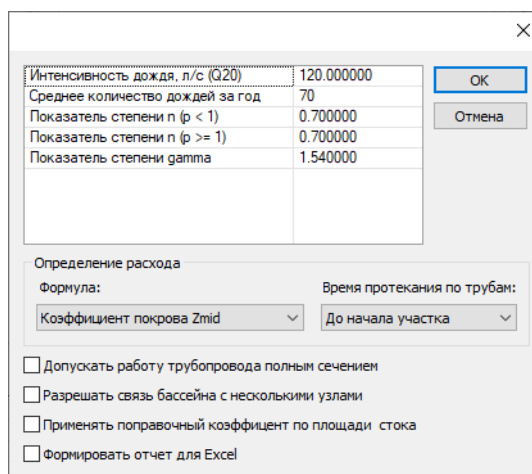 Интенсивность дождя, л/с (Q20) 120.000000
Среднее количество дождей за год 70
Показатель степени n (p < 1) 0.700000
Показатель степени n (p >= 1) 0.700000
Показатель степени gamma 1.540000
OK
Отмена
Определение расхода
Формула: Время протекания по трубам:
Коэффициент покрова Zmid До начала участка
Допускать работу трубопровода полным сечением
Разрешать связь бассейна с несколькими узлами
Применять поправочный коэффицент по площади стока
Формировать отчет для Excel